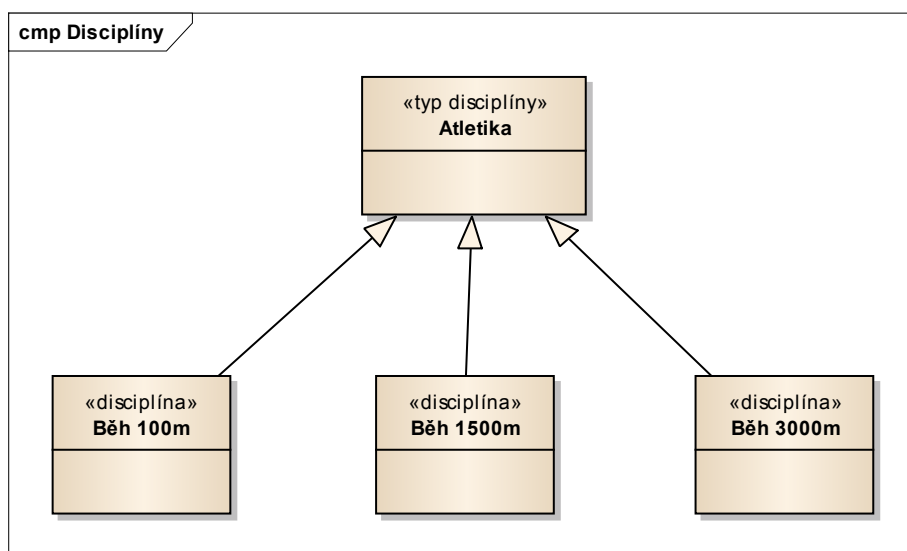 cmp Disciplíny
«typ disciplíny»
Atletika
«disciplína»
Běh 100m
«disciplína»
Běh 1500m
«disciplína»
Běh 3000m